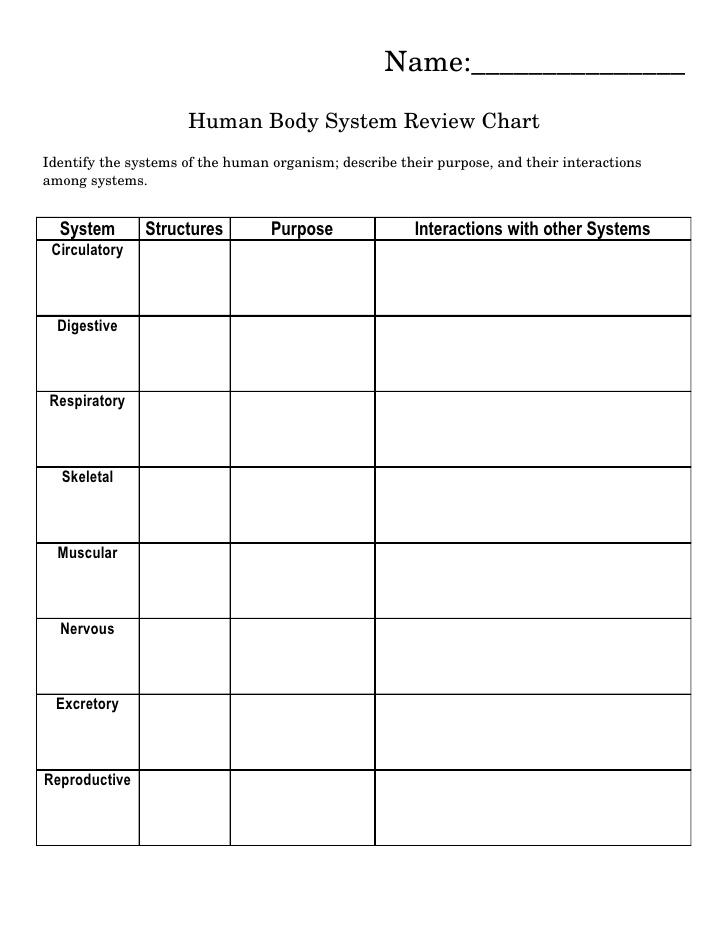 Name:_______________
Human Body System Review Chart
Identify the systems of the human organism; describe their purpose, and their interactions
among systems.
System Structures Purpose Interactions with other Systems
Circulatory
Digestive
Respiratory
Skeletal
Muscular
Nervous
Excretory
Reproductive